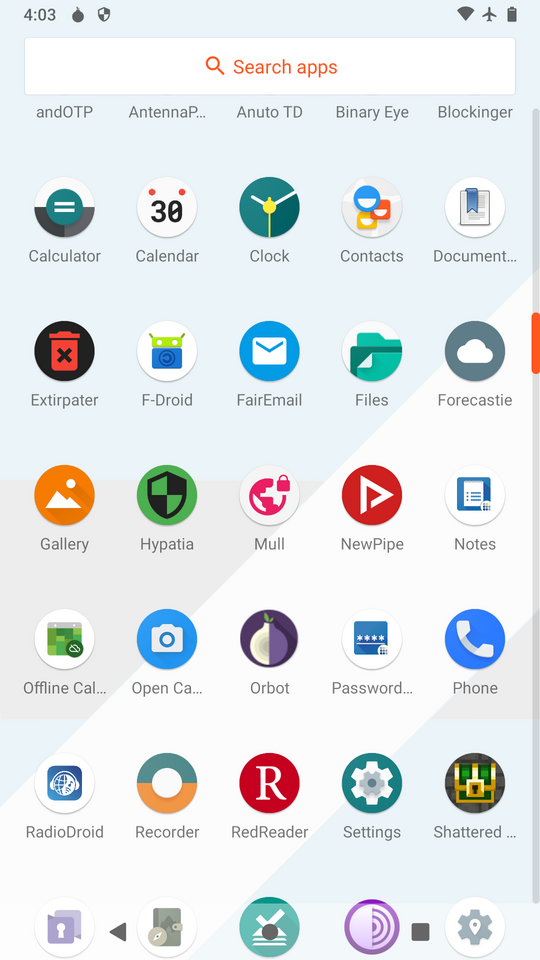 4:03
Search apps
andOTP AntennaP... Anuto TD Binary Eye Blockinger
30
Calculator Calendar Clock Contacts Document...
Extirpater F-Droid FairEmail Files Forecastie
Gallery Hypatia Mull NewPipe Notes
****
Offline Cal... Open Ca... Orbot Password... Phone
R
RadioDroid Recorder RedReader Settings Shattered ...